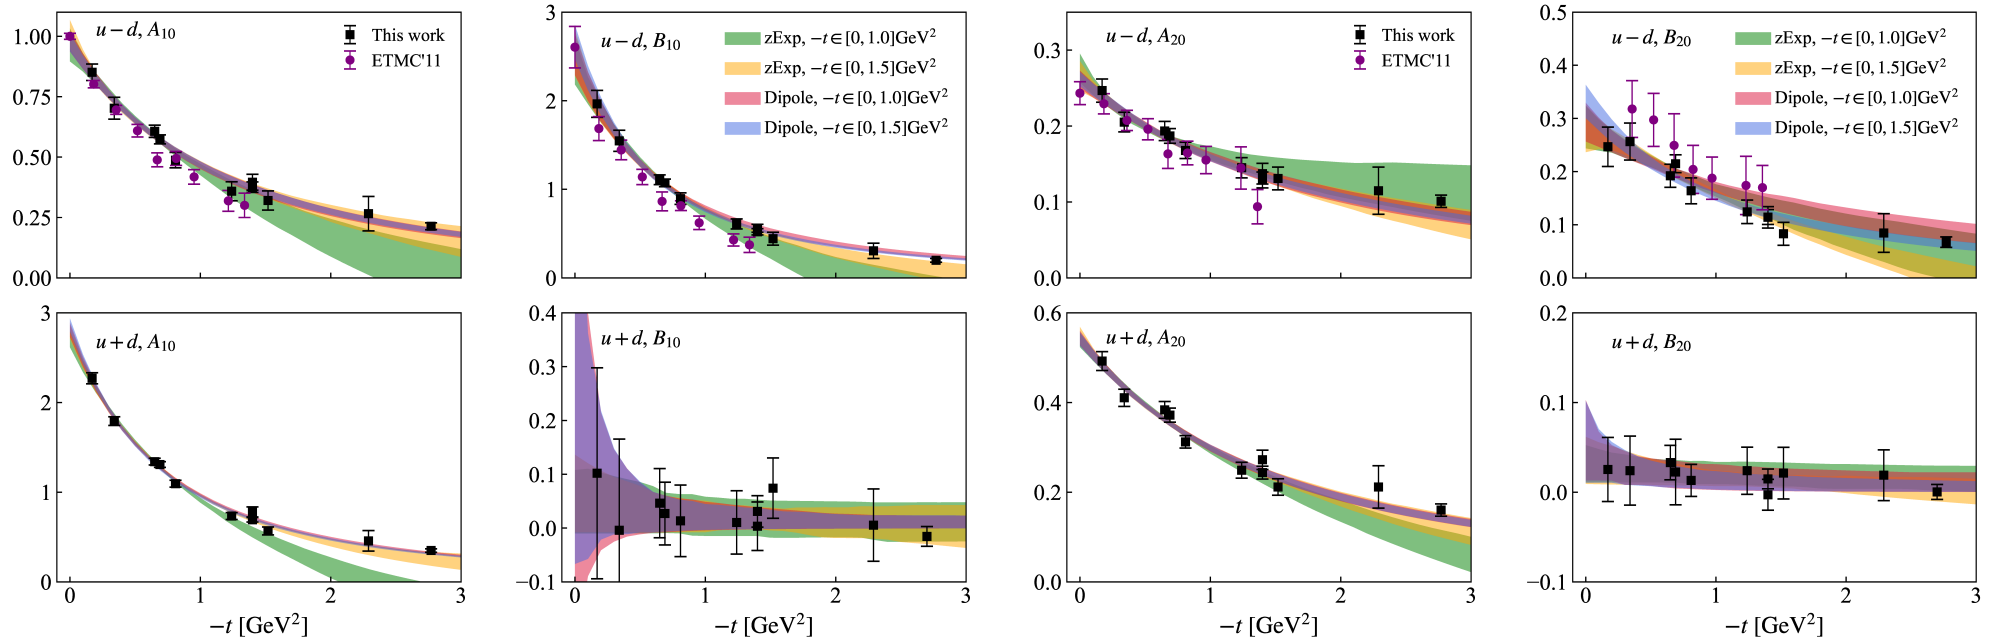 1.00
0.75
0.50
0.25
0.00
u − d, A₁₀
This work
ETMC'11
3
2
1
0
u − d, B₁₀
zExp, −t∈[0, 1.0]GeV²
zExp, −t∈[0, 1.5]GeV²
Dipole, −t∈[0, 1.0]GeV²
Dipole, −t∈[0, 1.5]GeV²
0.3
0.2
0.1
0.0
u − d, A₂₀
This work
ETMC'11
0.5
0.4
0.3
0.2
0.1
0.0
u − d, B₂₀
zExp, −t∈[0, 1.0]GeV²
zExp, −t∈[0, 1.5]GeV²
Dipole, −t∈[0, 1.0]GeV²
Dipole, −t∈[0, 1.5]GeV²
3
2
1
0
u + d, A₁₀
0 1 2 3
−t [GeV²]
0.4
0.3
0.2
0.1
0.0
−0.1
u + d, B₁₀
0 1 2 3
−t [GeV²]
0.6
0.4
0.2
0.0
u + d, A₂₀
0 1 2 3
−t [GeV²]
0.2
0.1
0.0
−0.1
u + d, B₂₀
0 1 2 3
−t [GeV²]